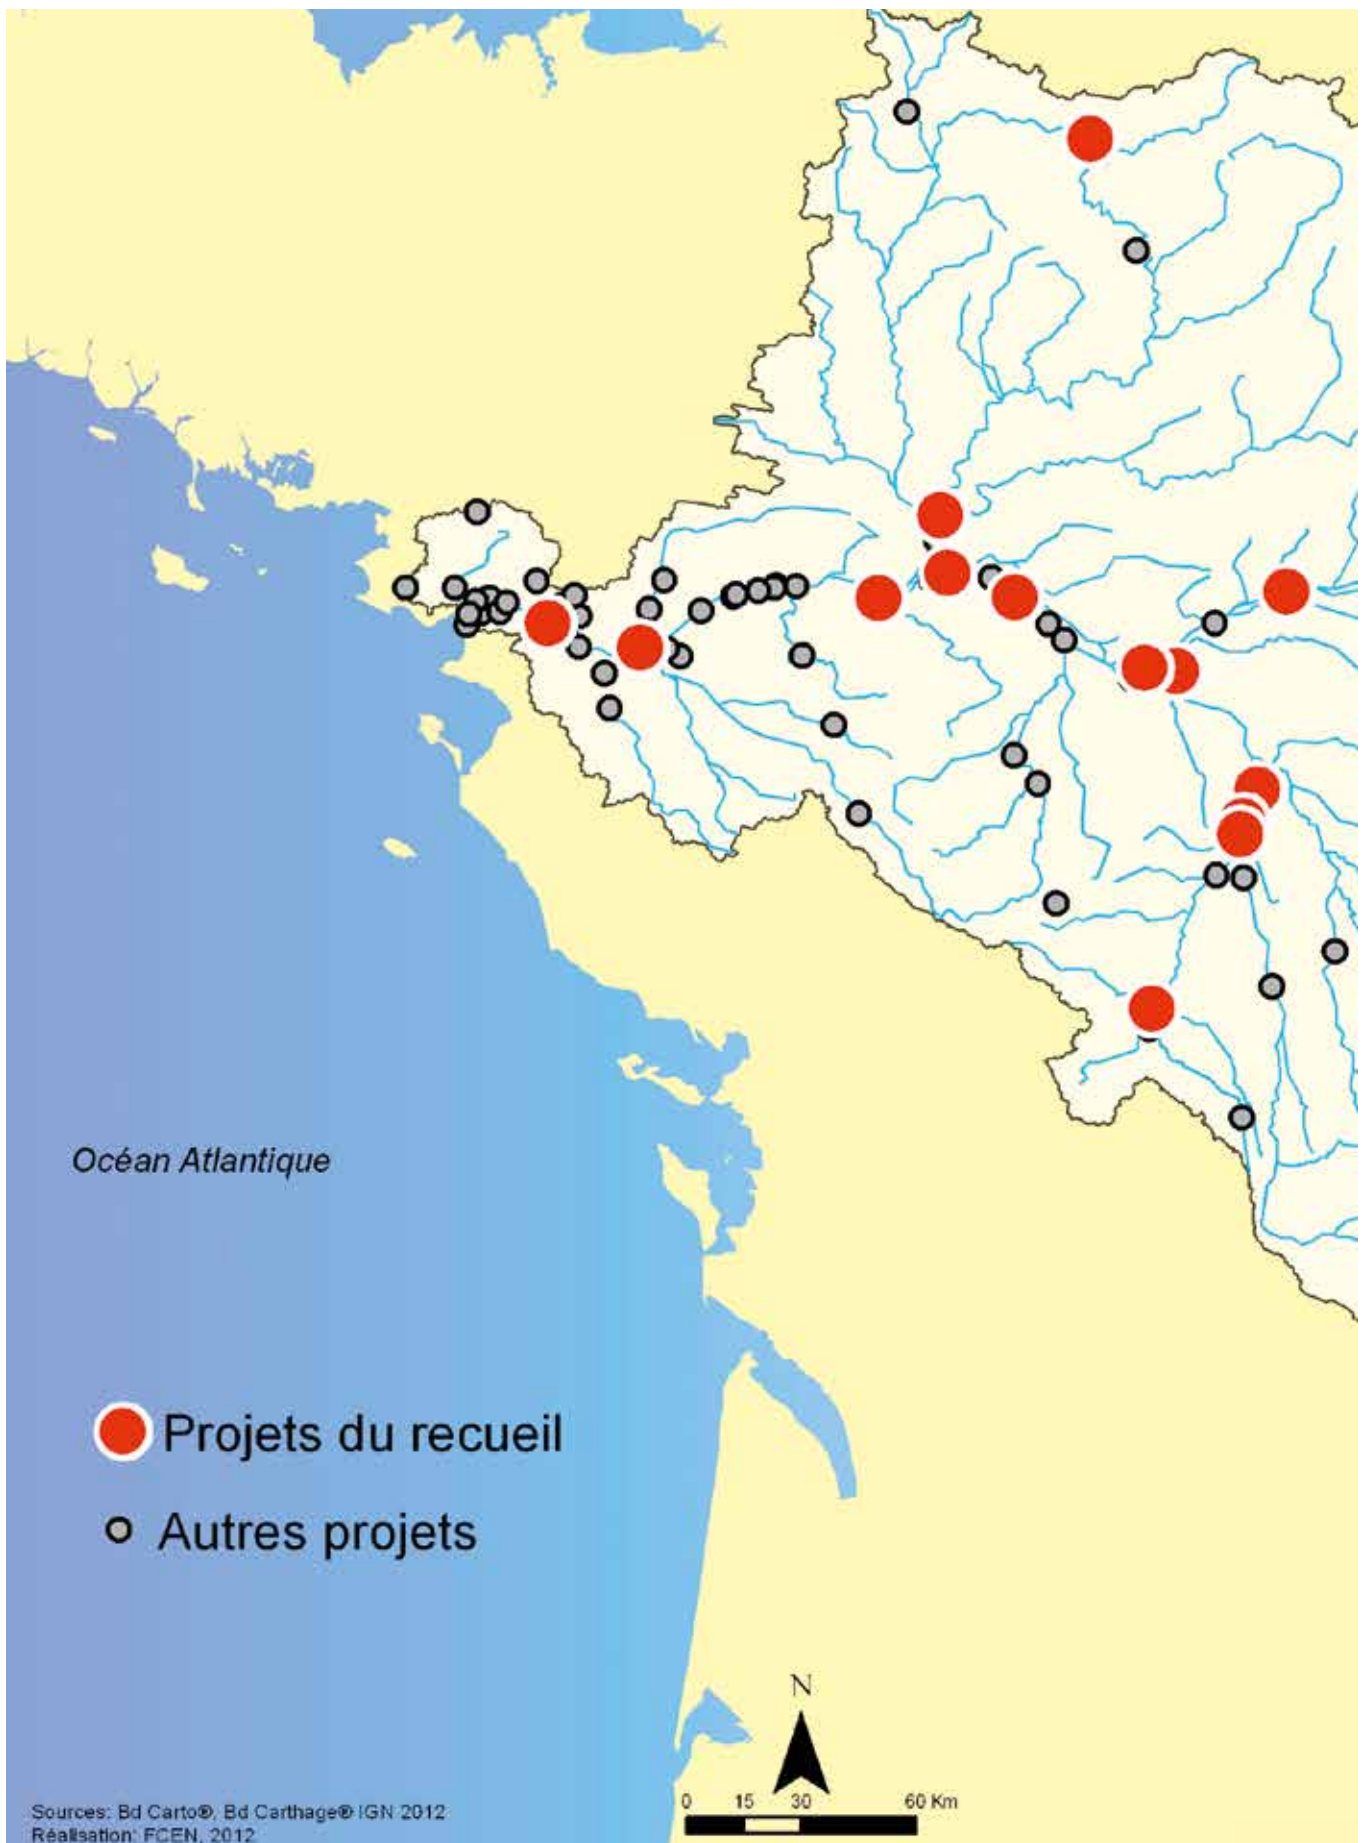 Océan Atlantique
Projets du recueil
Autres projets
N
0 15 30 60 Km
Sources: Bd Carto®, Bd Carthage® IGN 2012
Réalisation: FCEN, 2012